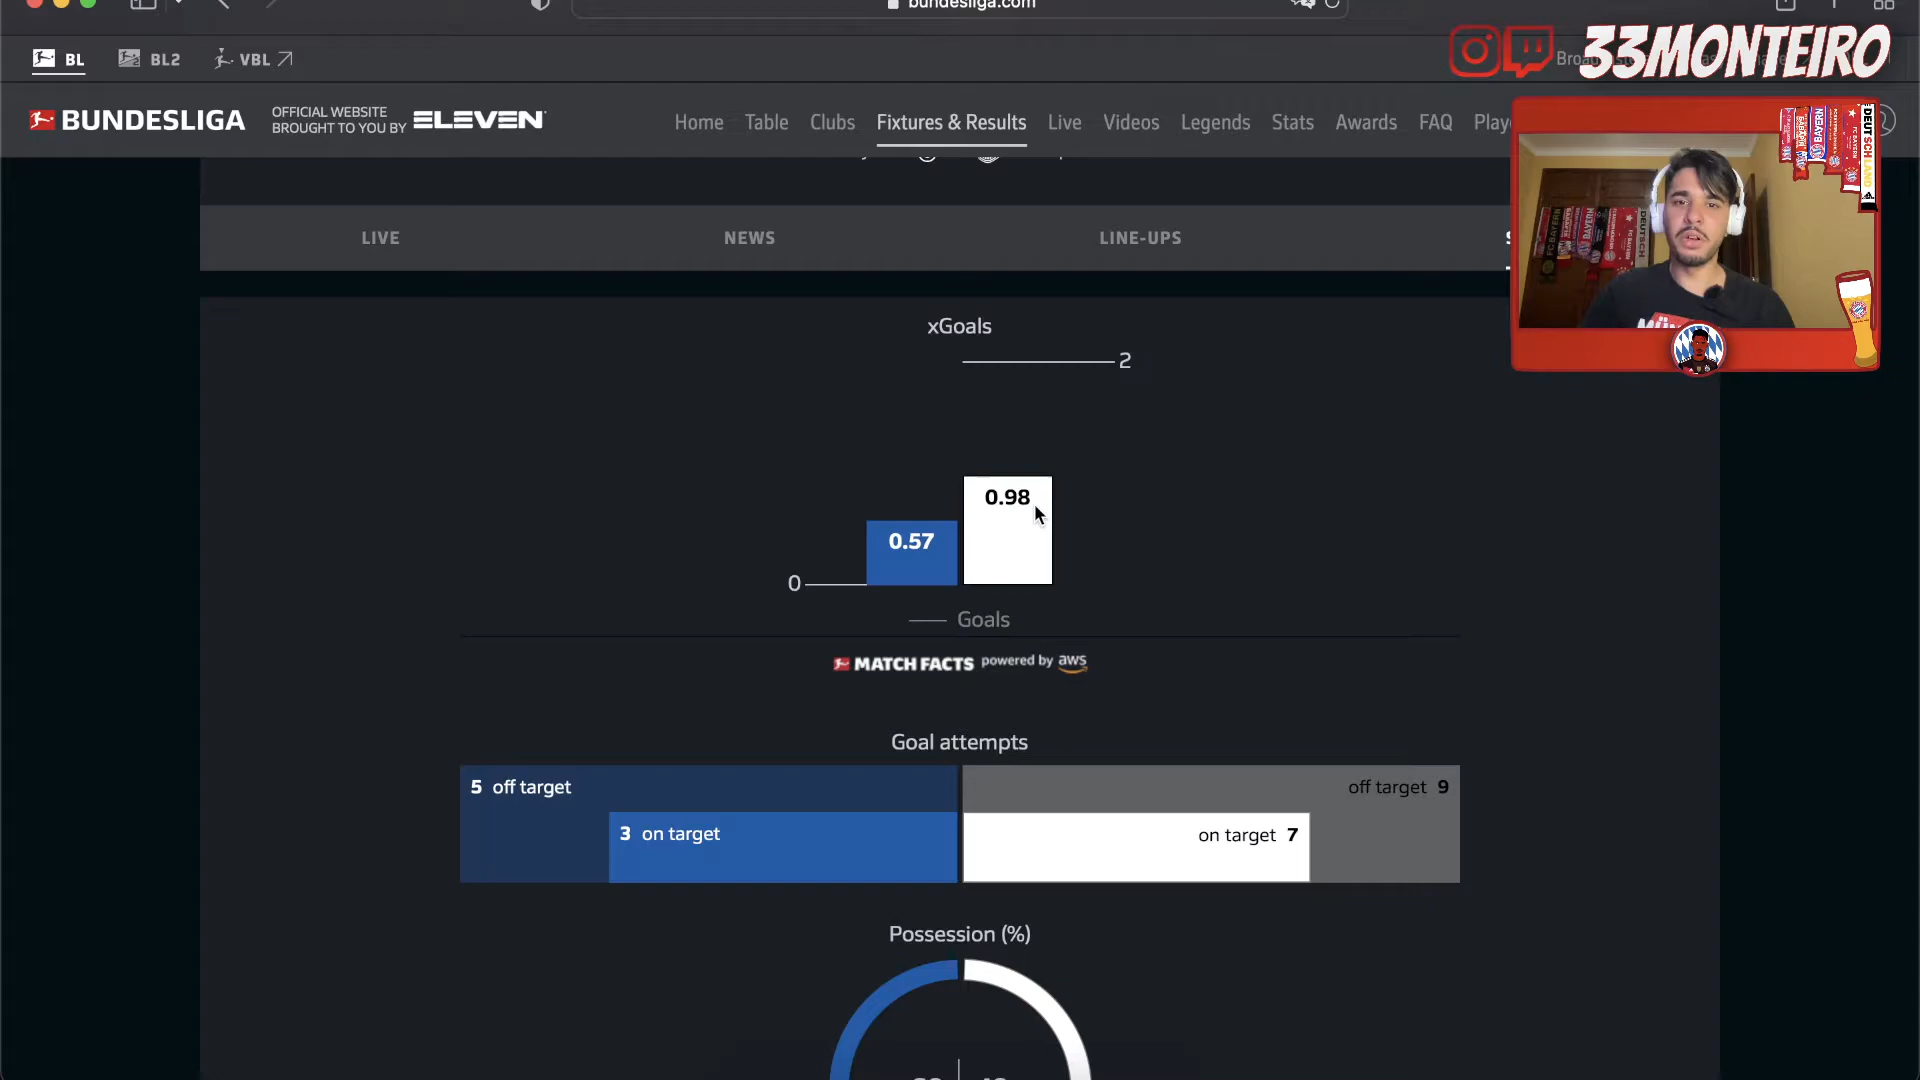 bundesliga.com
BL BL2 VBL
33MONTEIRO
BUNDESLIGA
OFFICIAL WEBSITE
BROUGHT TO YOU BY ELEVEN
Home Table Clubs Fixtures & Results Live Videos Legends Stats Awards FAQ
LIVE NEWS LINE-UPS
DEUTSCHLAND
xGoals
2
0.98
0.57
0
Goals
MATCH FACTS powered by aws
Goal attempts
5 off target
off target 9
3 on target
on target 7
Possession (%)